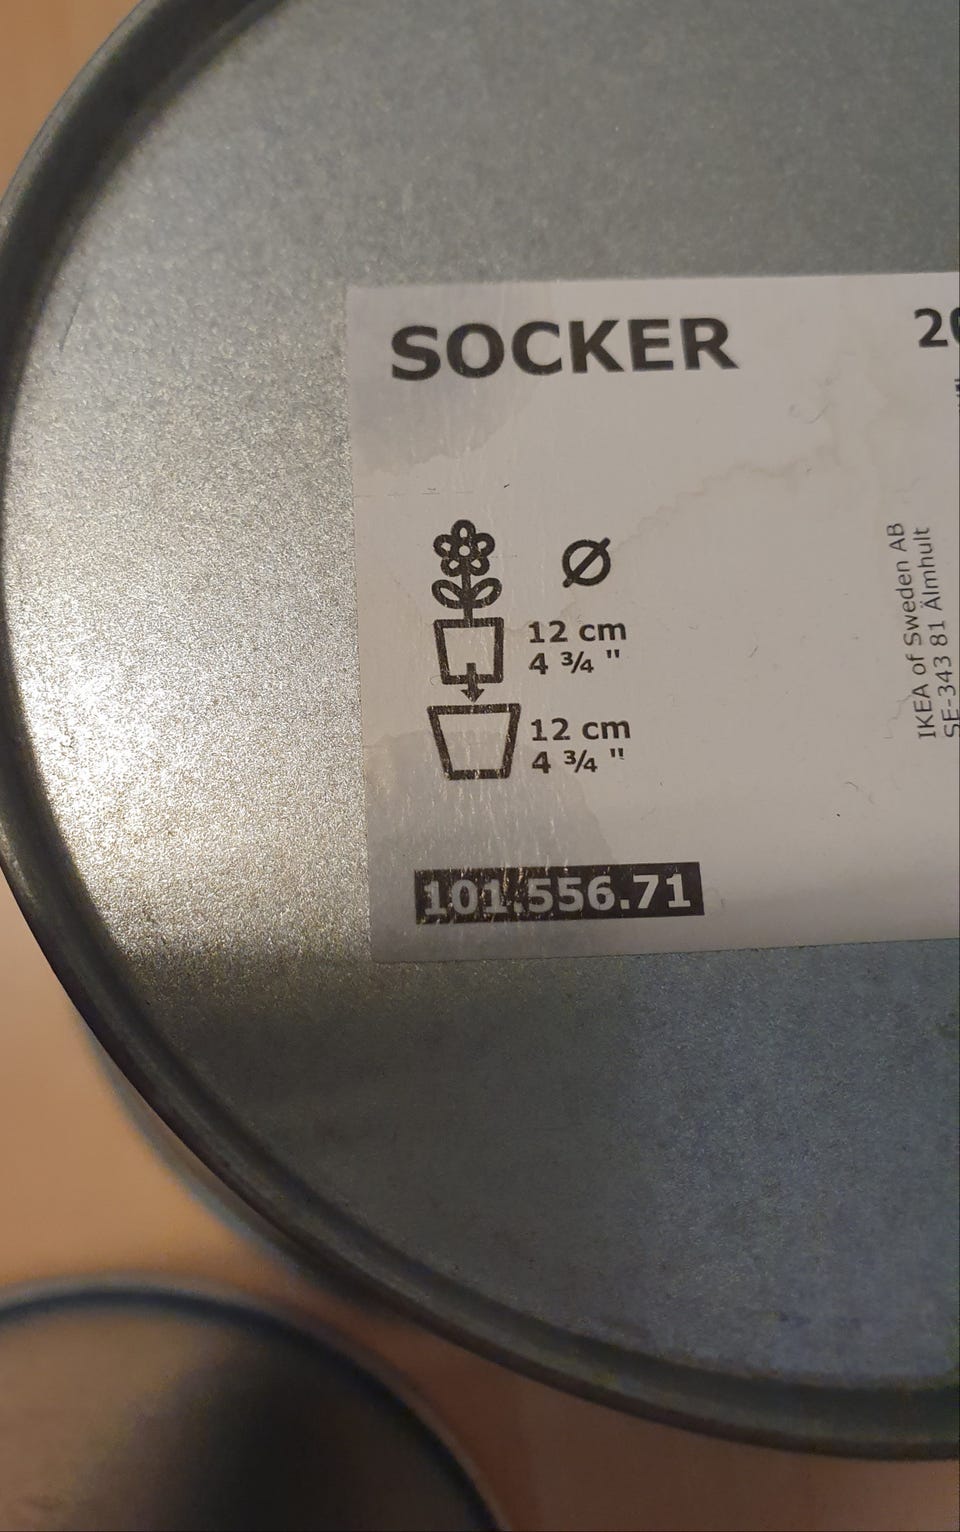 SOCKER
Ø
12 cm
4 ¾ "
12 cm
4 ¾ "
101.556.71
IKEA of Sweden AB
SE-343 81 Älmhult